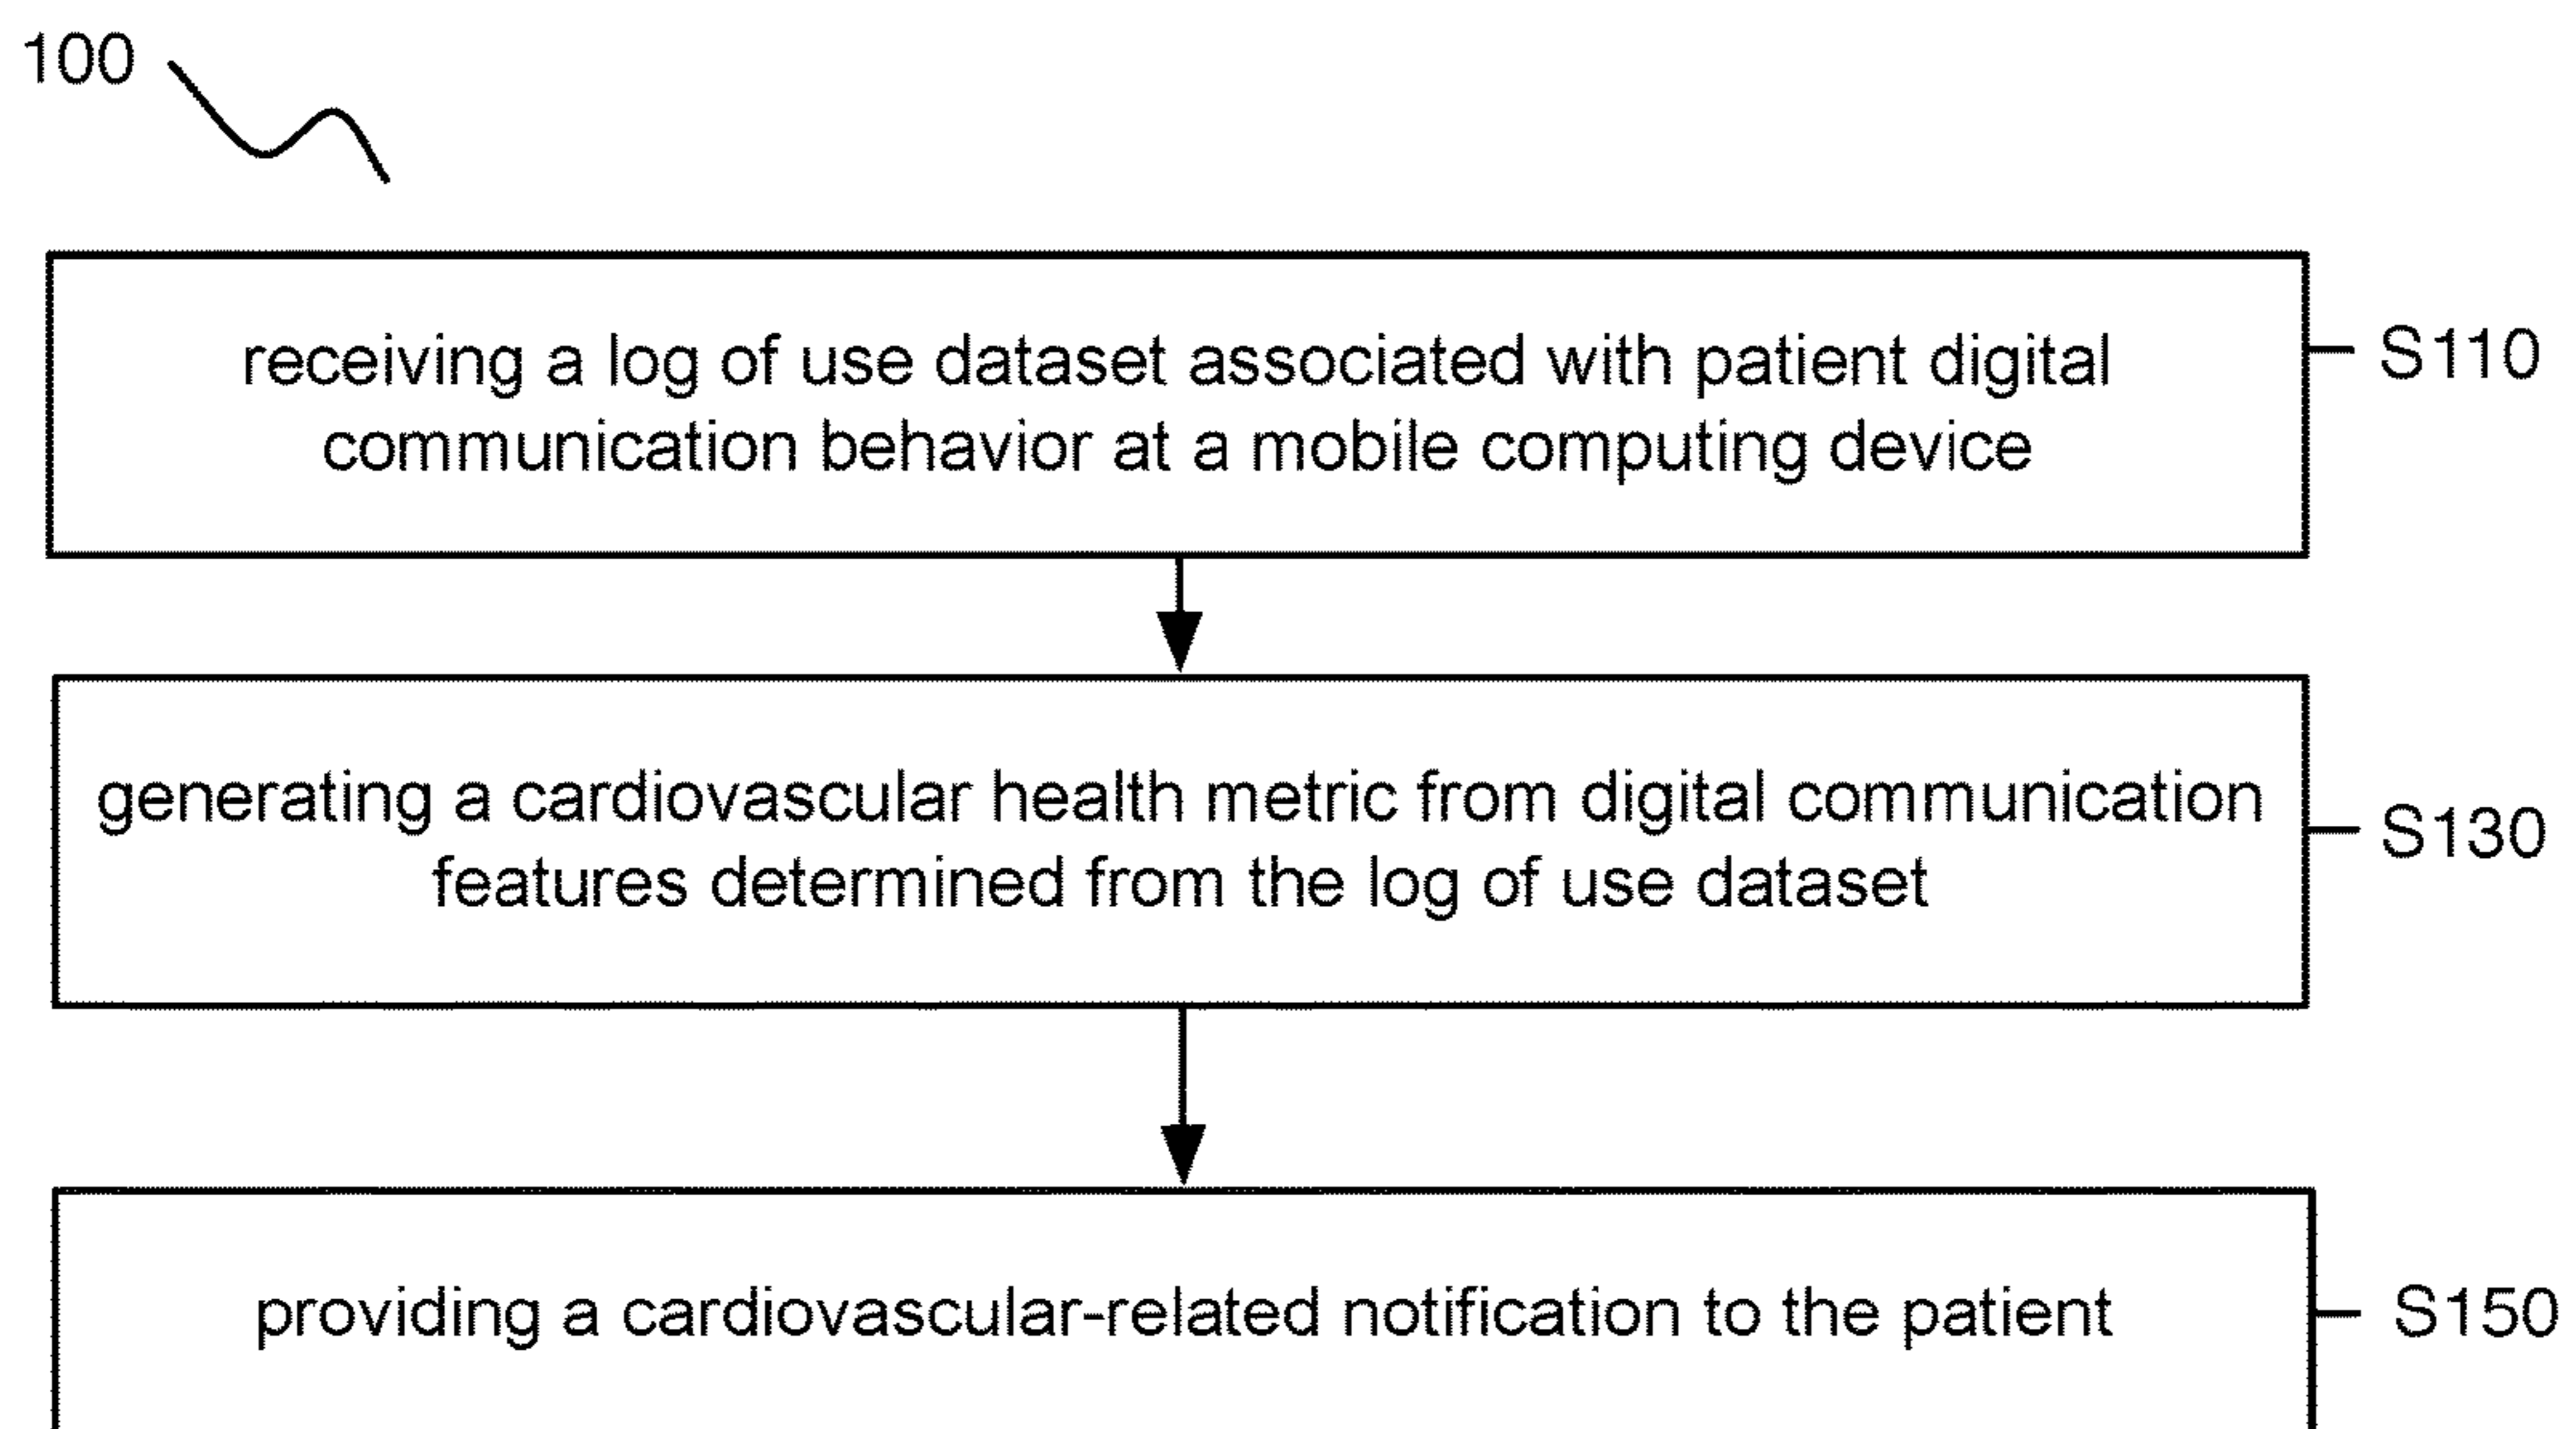 100
receiving a log of use dataset associated with patient digital
communication behavior at a mobile computing device
S110
generating a cardiovascular health metric from digital communication
features determined from the log of use dataset
S130
providing a cardiovascular-related notification to the patient
S150